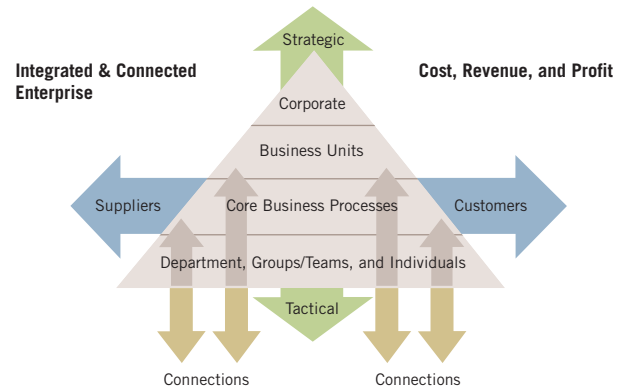 Strategic
Integrated & Connected
Enterprise
Cost, Revenue, and Profit
Corporate
Business Units
Suppliers
Core Business Processes
Customers
Department, Groups/Teams, and Individuals
Tactical
Connections
Connections